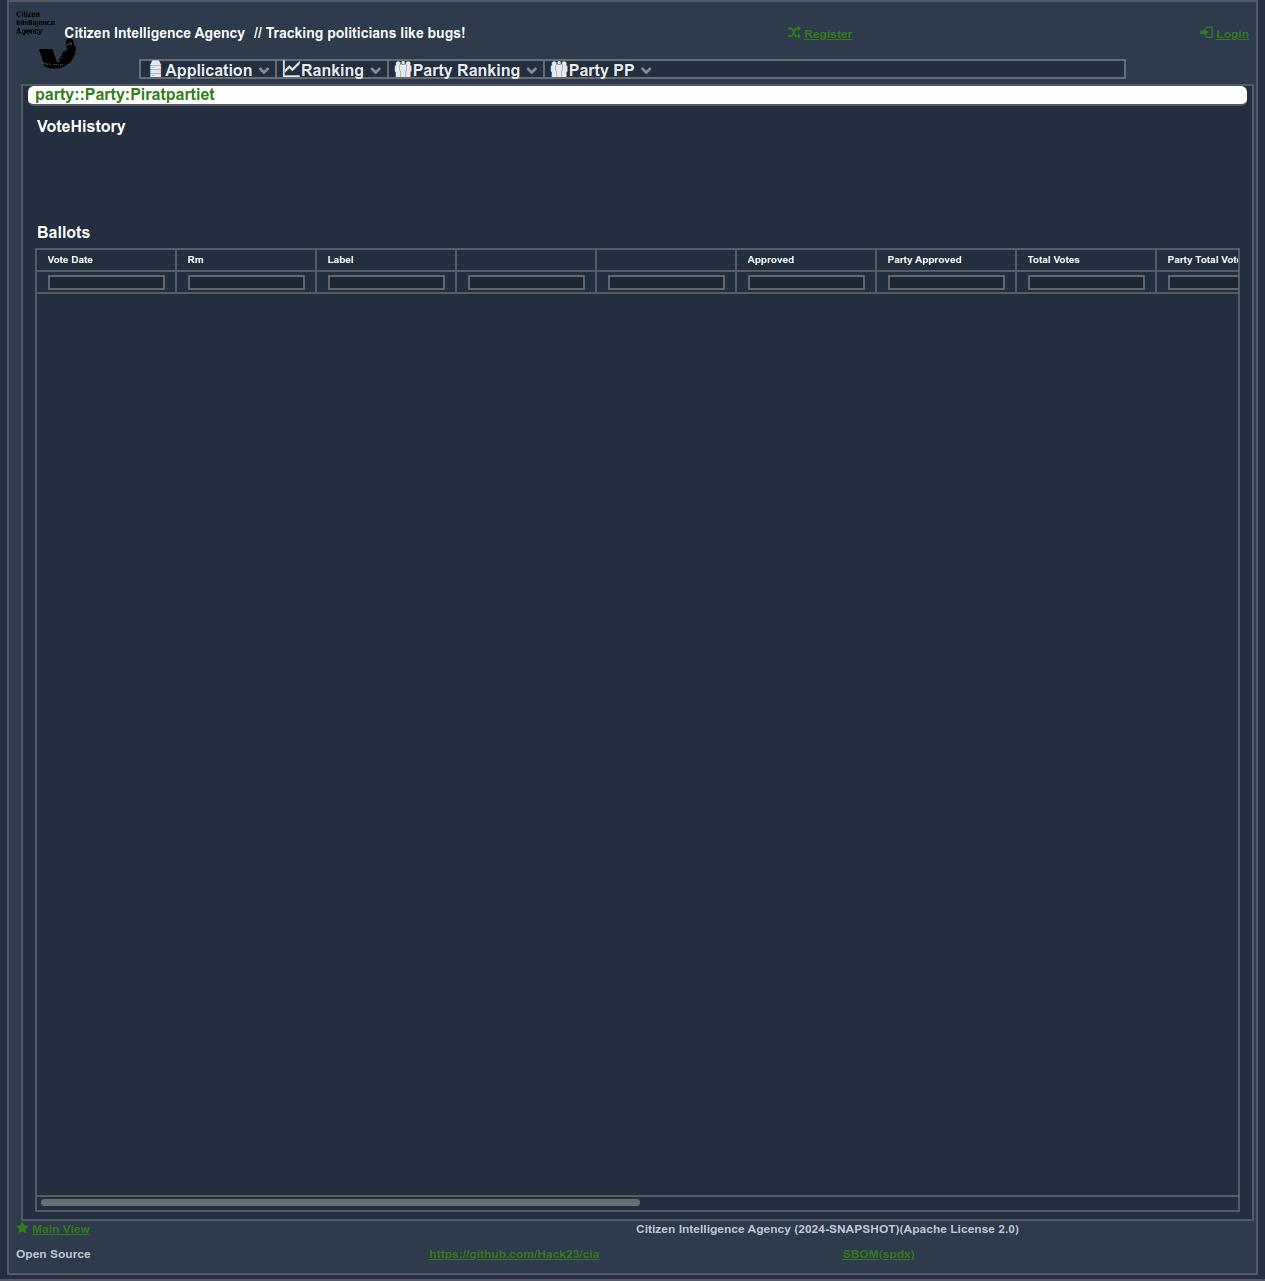 Citizen
Intelligence
Agency
Citizen Intelligence Agency // Tracking politicians like bugs!
Register
Login
Application
Ranking
Party Ranking
Party PP
party::Party:Piratpartiet
VoteHistory
Ballots
Vote Date
Rm
Label
Approved
Party Approved
Total Votes
Party Total Vot
Main View
Citizen Intelligence Agency (2024-SNAPSHOT)(Apache License 2.0)
Open Source
https://github.com/Hack23/cia
SBOM(spdx)